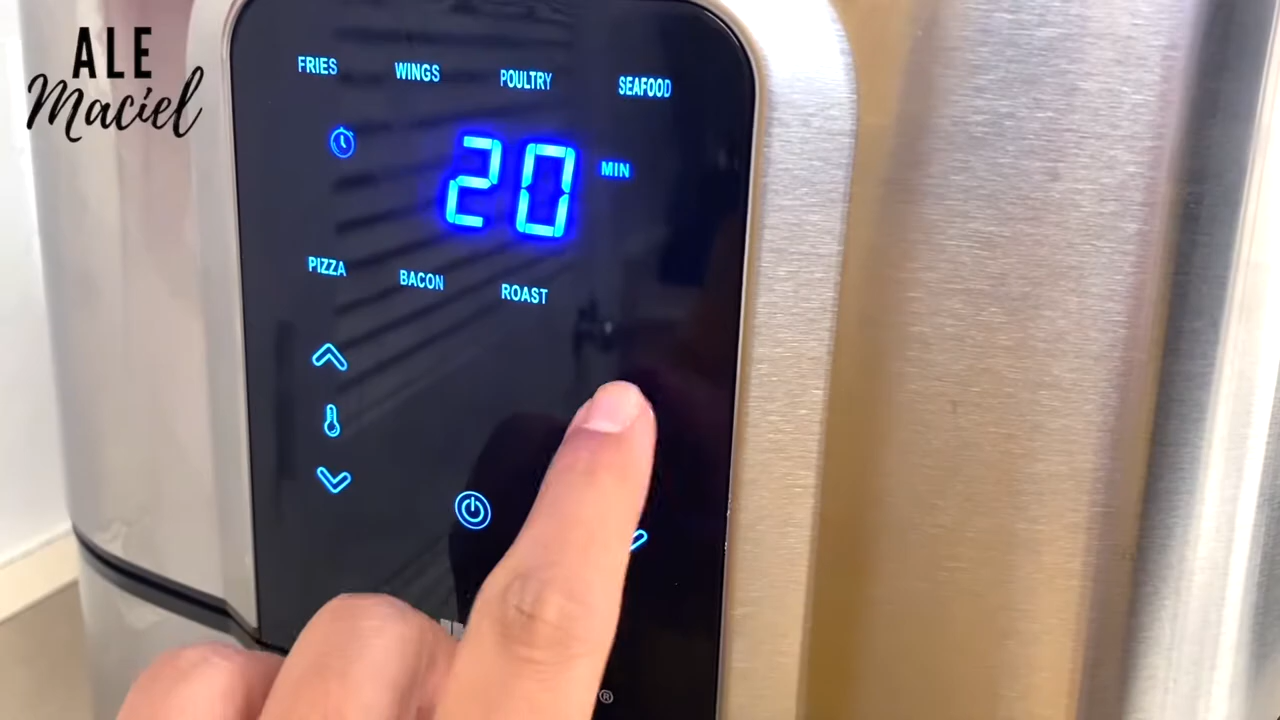 ALE
Maciel
FRIES WINGS POULTRY SEAFOOD
20 MIN
PIZZA BACON ROAST
®